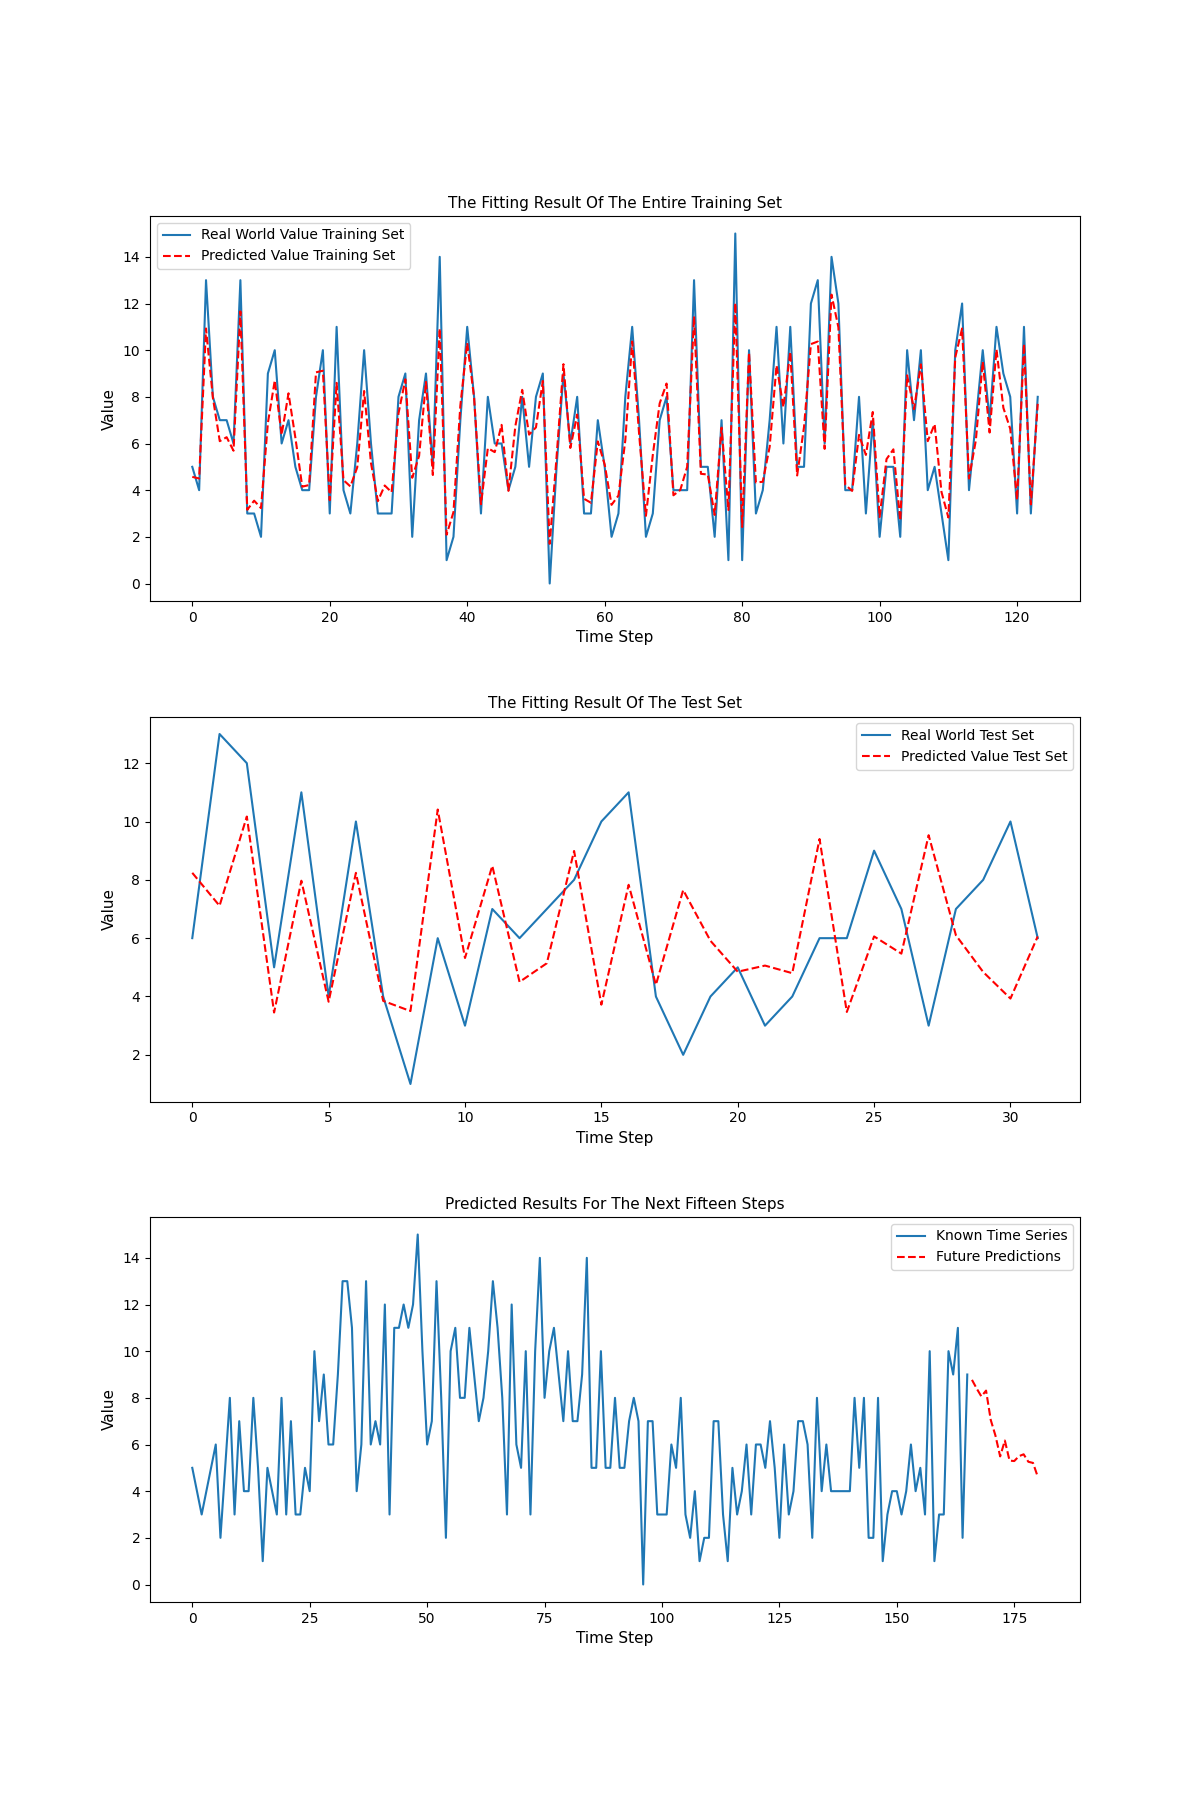 The Fitting Result Of The Entire Training Set
Real World Value Training Set
Predicted Value Training Set
Value
14
12
10
8
6
4
2
0
0 20 40 60 80 100 120
Time Step
The Fitting Result Of The Test Set
Real World Test Set
Predicted Value Test Set
Value
12
10
8
6
4
2
0 5 10 15 20 25 30
Time Step
Predicted Results For The Next Fifteen Steps
Known Time Series
Future Predictions
Value
14
12
10
8
6
4
2
0
0 25 50 75 100 125 150 175
Time Step